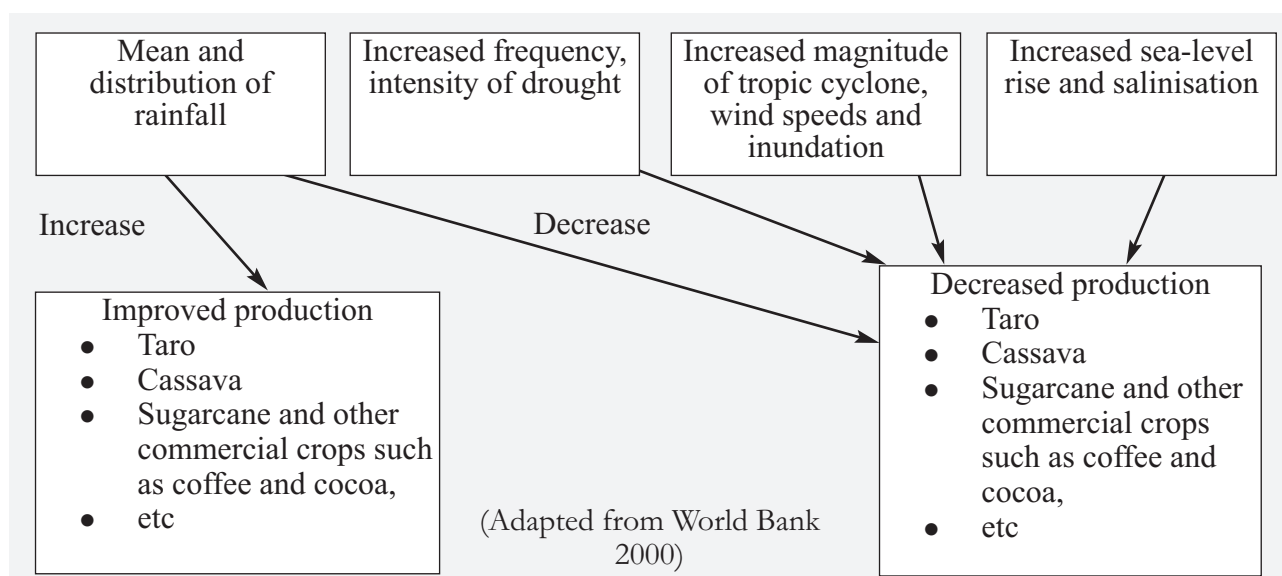 Mean and
distribution of
rainfall
Increased frequency,
intensity of drought
Increased magnitude
of tropic cyclone,
wind speeds and
inundation
Increased sea-level
rise and salinisation
Increase
Decrease
Improved production
● Taro
● Cassava
● Sugarcane and other
commercial crops such
as coffee and cocoa,
● etc
Decreased production
● Taro
● Cassava
● Sugarcane and other
commercial crops
such as coffee and
cocoa,
● etc
(Adapted from World Bank
2000)